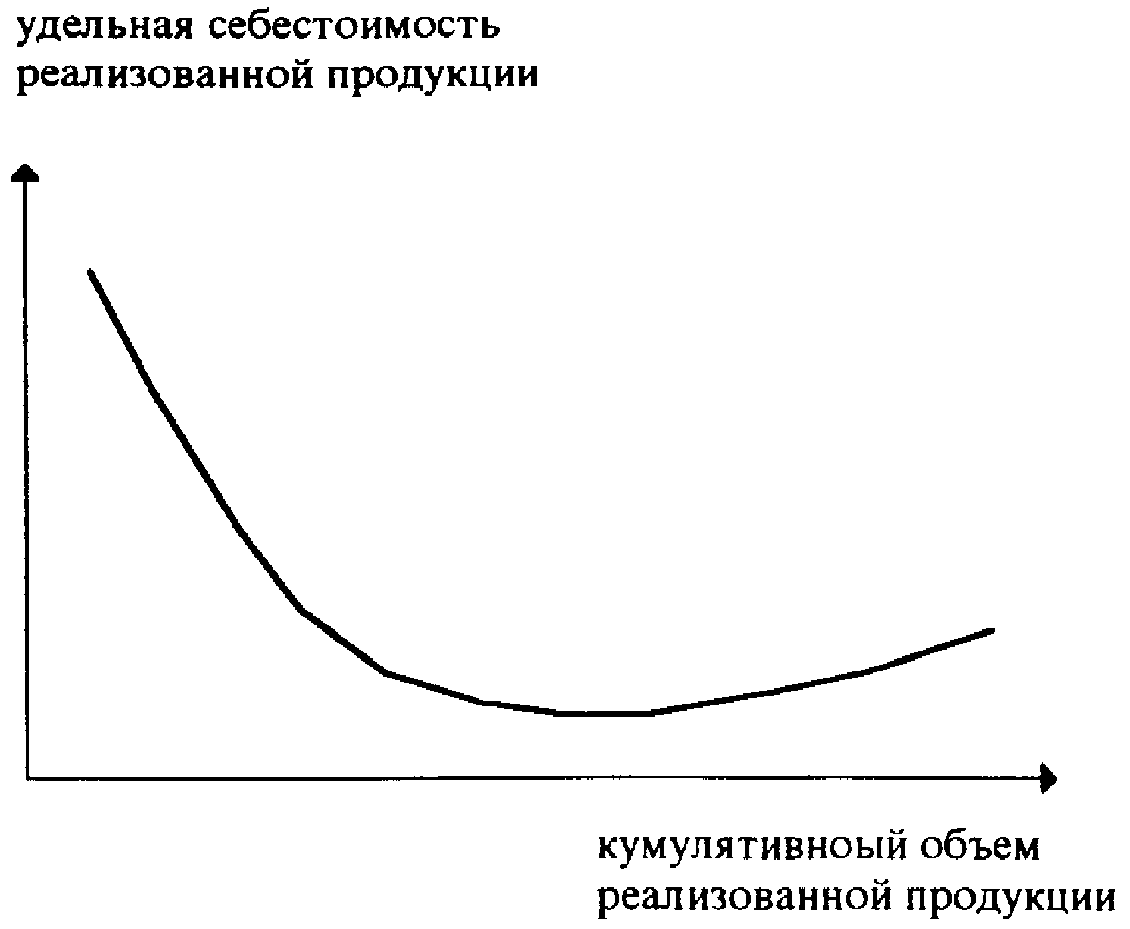 удельная себестоимость
реализованной продукции
кумулятивноый объем
реализованной продукции